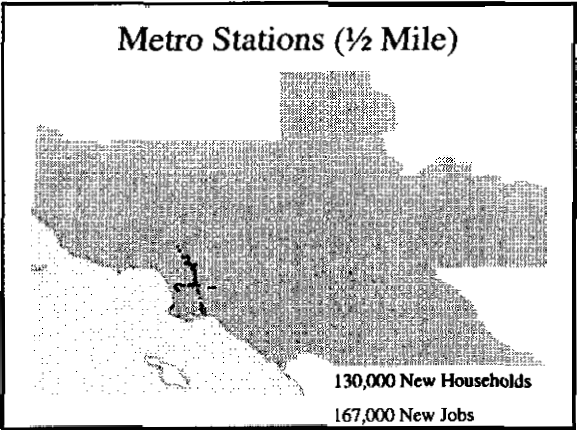 Metro Stations (½ Mile)
130,000 New Households
167,000 New Jobs